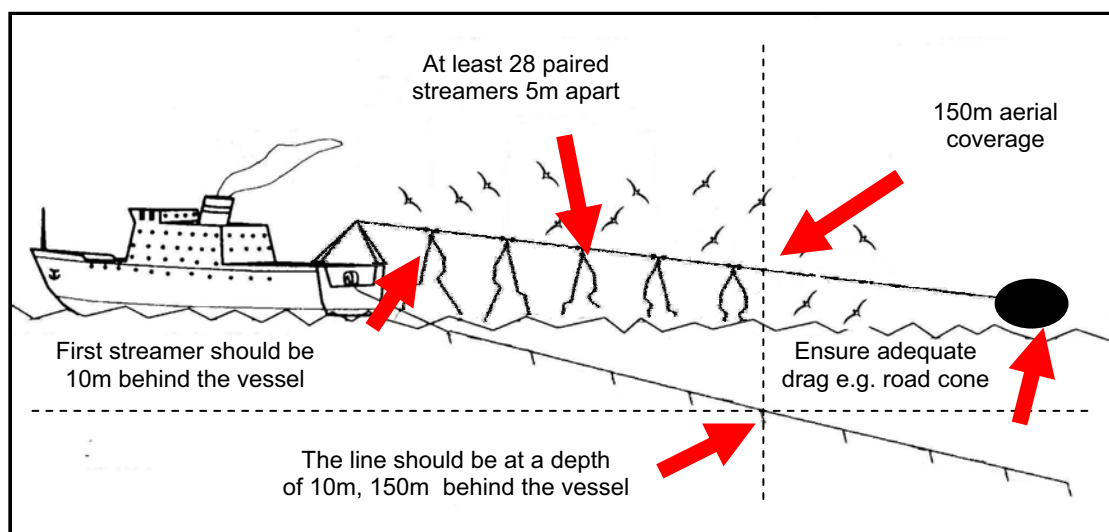 At least 28 paired
streamers 5m apart
150m aerial
coverage
First streamer should be
10m behind the vessel
Ensure adequate
drag e.g. road cone
The line should be at a depth
of 10m, 150m  behind the vessel